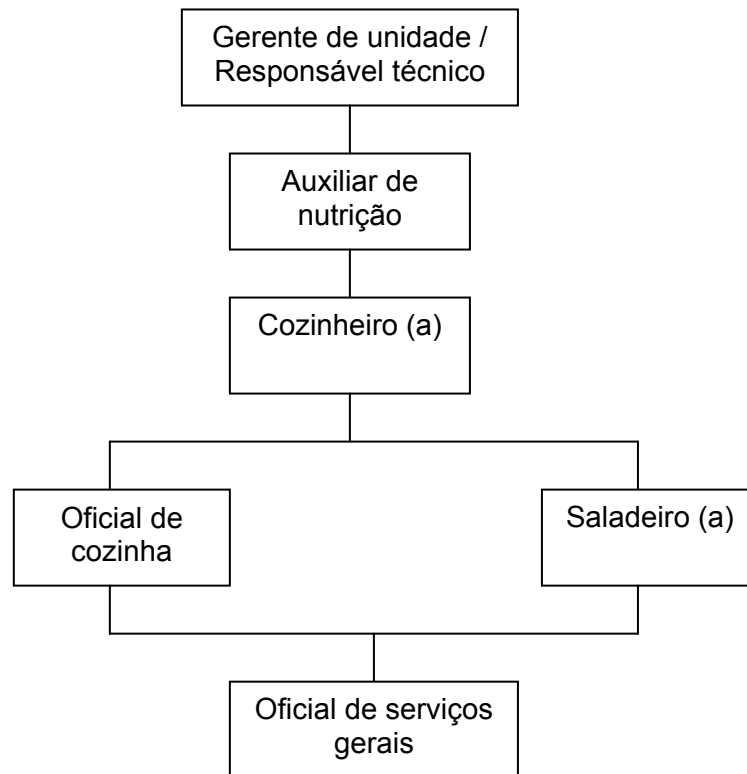 Gerente de unidade /
Responsável técnico
Auxiliar de
nutrição
Cozinheiro (a)
Oficial de
cozinha
Saladeiro (a)
Oficial de serviços
gerais